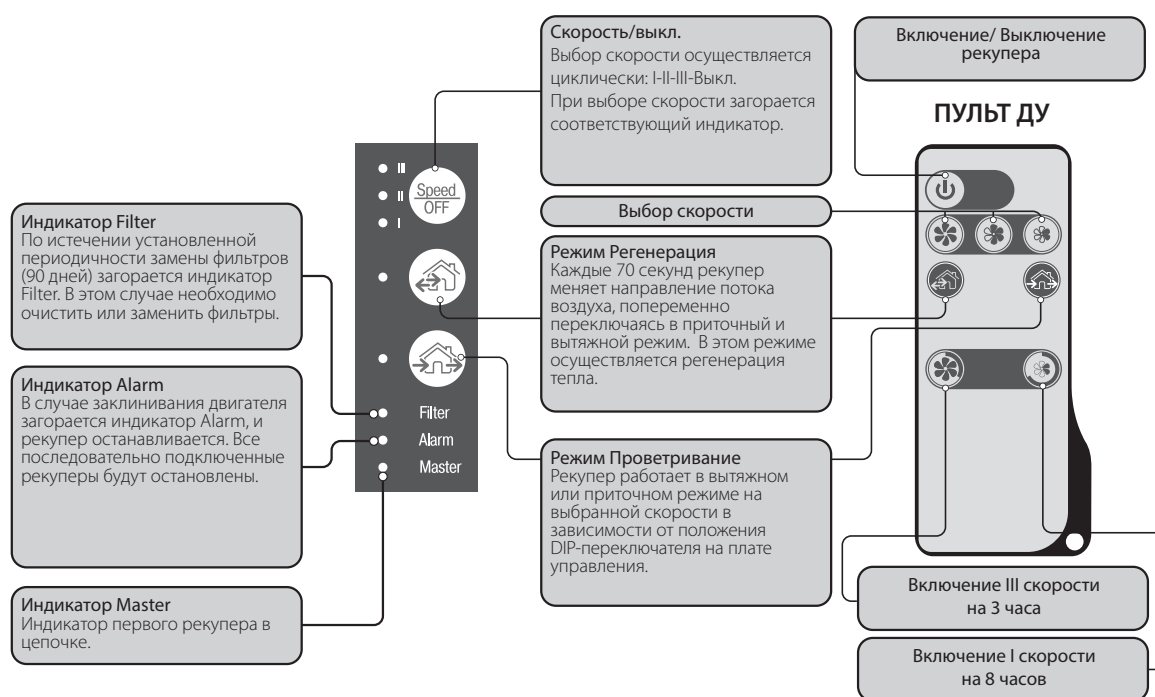 Скорость/выкл.
Выбор скорости осуществляется
циклически: I-II-III-Выкл.
При выборе скорости загорается
соответствующий индикатор.
Включение/ Выключение
рекупера
ПУЛЬТ ДУ
III
II
I
Speed
OFF
Filter
Alarm
Master
Индикатор Filter
По истечении установленной
периодичности замены фильтров
(90 дней) загорается индикатор
Filter. В этом случае необходимо
очистить или заменить фильтры.
Индикатор Alarm
В случае заклинивания двигателя
загорается индикатор Alarm, и
рекупер останавливается. Все
последовательно подключенные
рекуперы будут остановлены.
Индикатор Master
Индикатор первого рекупера в
цепочке.
Выбор скорости
Режим Регенерация
Каждые 70 секунд рекупер
меняет направление потока
воздуха, попеременно
переключаясь в приточный и
вытяжной режим. В этом режиме
осуществляется регенерация
тепла.
Режим Проветривание
Рекупер работает в вытяжном
или приточном режиме на
выбранной скорости в
зависимости от положения
DIP-переключателя на плате
управления.
Включение III скорости
на 3 часа
Включение I скорости
на 8 часов